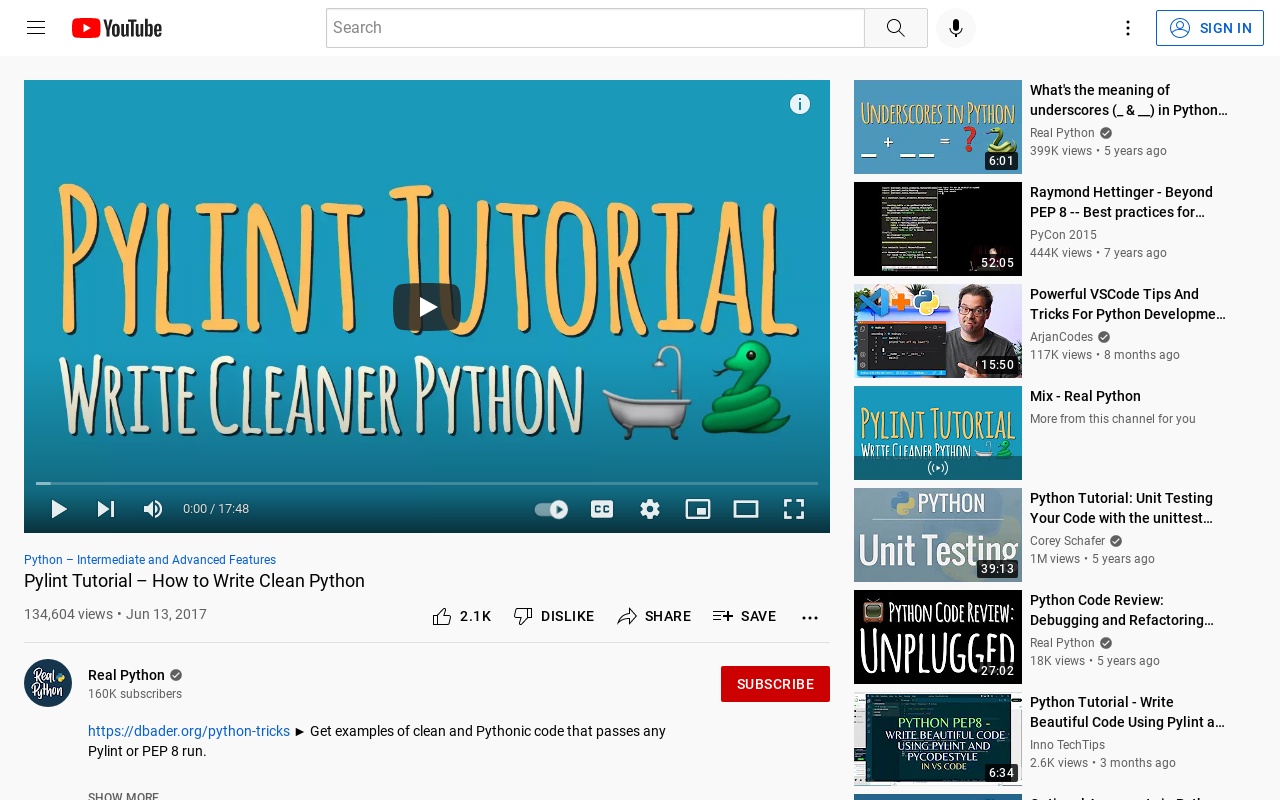 YouTube
Search
SIGN IN
PYLINT TUTORIAL
WRITE CLEANER PYTHON
0:00 / 17:48
CC
Python – Intermediate and Advanced Features
Pylint Tutorial – How to Write Clean Python
134,604 views • Jun 13, 2017
2.1K
DISLIKE
SHARE
SAVE
Real Python
Real Python
160K subscribers
SUBSCRIBE
https://dbader.org/python-tricks ► Get examples of clean and Pythonic code that passes any
Pylint or PEP 8 run.
SHOW MORE
UNDERSCORES IN PYTHON
_ + __ = ?
6:01
What's the meaning of
underscores (_ & __) in Python…
Real Python
399K views • 5 years ago
52:05
Raymond Hettinger - Beyond
PEP 8 -- Best practices for…
PyCon 2015
444K views • 7 years ago
15:50
Powerful VSCode Tips And
Tricks For Python Developme…
ArjanCodes
117K views • 8 months ago
PYLINT TUTORIAL
WRITE CLEANER PYTHON
Mix - Real Python
More from this channel for you
PYTHON
Unit Testing
39:13
Python Tutorial: Unit Testing
Your Code with the unittest…
Corey Schafer
1M views • 5 years ago
PYTHON CODE REVIEW:
UNPLUGGED
27:02
Python Code Review:
Debugging and Refactoring…
Real Python
18K views • 5 years ago
PYTHON PEP8 -
WRITE BEAUTIFUL CODE
USING PYLINT AND
PYCODESTYLE
IN VS CODE
6:34
Python Tutorial - Write
Beautiful Code Using Pylint a…
Inno TechTips
2.6K views • 3 months ago